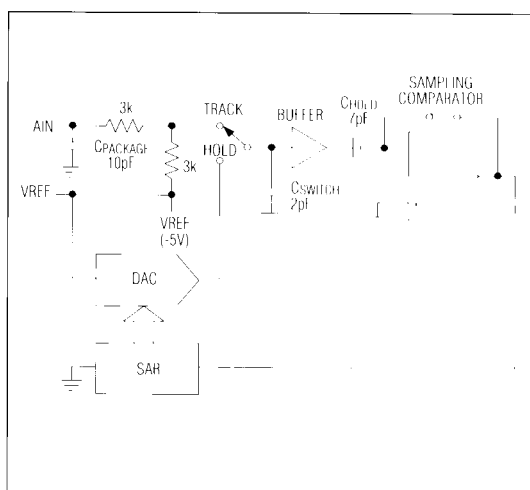 SAMPLING
COMPARATOR
CHOLD
7pF
3k
TRACK
BUFFER
AIN
CPACKAGE
10pF
HOLD
3k
VREF
CSWITCH
2pF
VREF
(-5V)
DAC
SAR